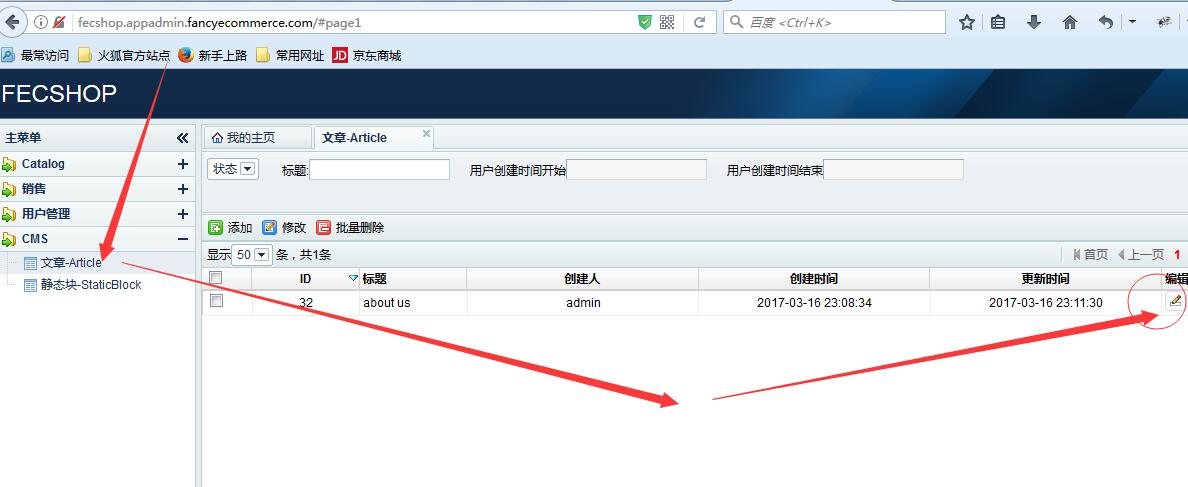 fecshop.appadmin.fancyecommerce.com/#page1
百度 <Ctrl+K>
最常访问 火狐官方站点 新手上路 常用网址 JD 京东商城
FECSHOP
主菜单 我的主页 文章-Article
Catalog
销售
用户管理
CMS
文章-Article
静态块-StaticBlock
状态 标题: 用户创建时间开始 用户创建时间结束
添加 修改 批量删除
显示 50 条，共1条 首页 上一页 1
ID 标题 创建人 创建时间 更新时间 编辑
32 about us admin 2017-03-16 23:08:34 2017-03-16 23:11:30